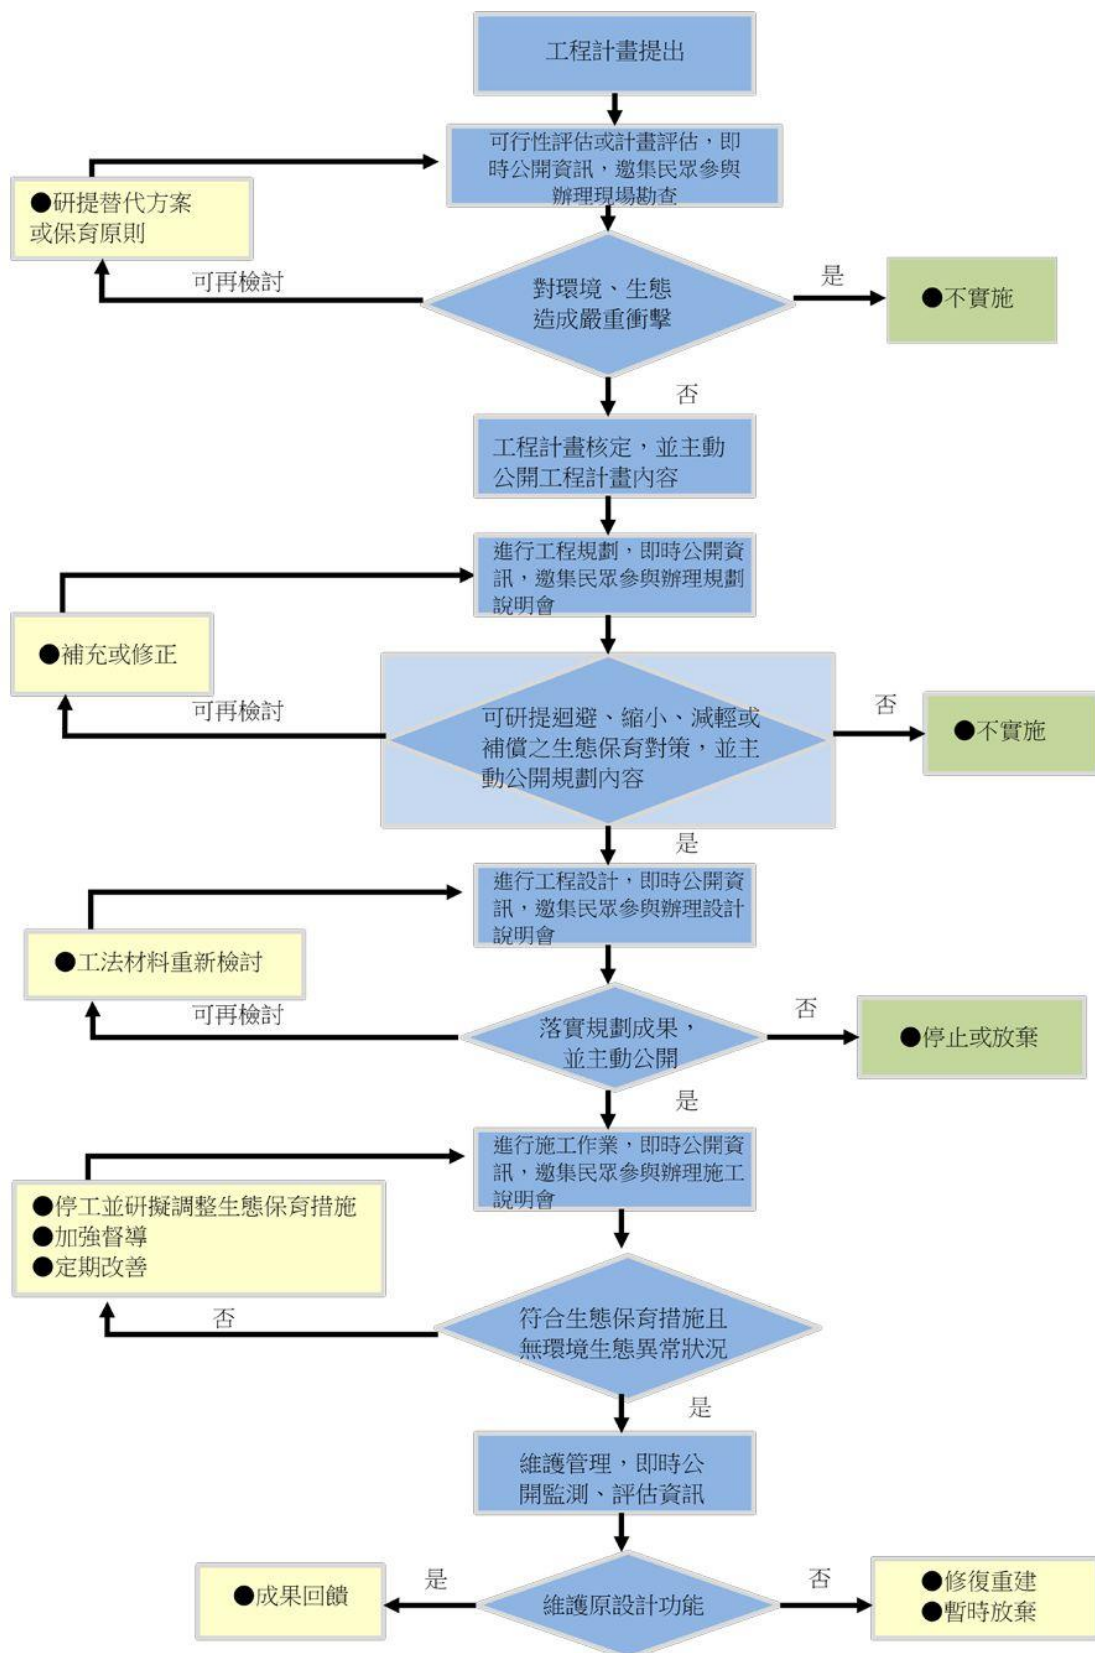 工程計畫提出
可行性評估或計畫評估，即
時公開資訊，邀集民眾參與
辦理現場勘查
●研提替代方案
或保育原則
可再檢討
對環境、生態
造成嚴重衝擊
是
●不實施
否
工程計畫核定，並主動
公開工程計畫內容
進行工程規劃，即時公開資
訊，邀集民眾參與辦理規劃
說明會
●補充或修正
可再檢討
可研提迴避、縮小、減輕或
補償之生態保育對策，並主
動公開規劃內容
否
●不實施
是
進行工程設計，即時公開資
訊，邀集民眾參與辦理設計
說明會
●工法材料重新檢討
可再檢討
落實規劃成果，
並主動公開
否
●停止或放棄
是
進行施工作業，即時公開資
訊，邀集民眾參與辦理施工
說明會
●停工並研擬調整生態保育措施
●加強督導
●定期改善
否
符合生態保育措施且
無環境生態異常狀況
是
維護管理，即時公
開監測、評估資訊
●成果回饋
是
維護原設計功能
否
●修復重建
●暫時放棄